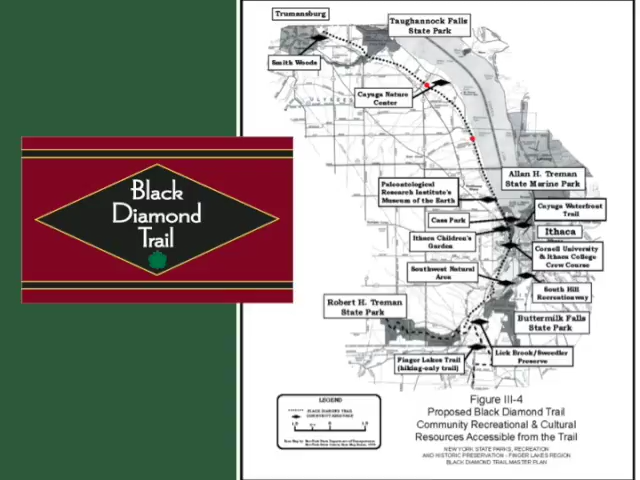 Black
Diamond
Trail
Trumansburg
Taughannock Falls
State Park
Smith Woods
Cayuga Nature
Center
Allan H. Treman
State Marine Park
Paleontological
Research Institute's
Museum of the Earth
Cayuga Waterfront
Trail
Cass Park
Ithaca
Ithaca Children's
Garden
Cornell University
& Ithaca College
Crew Course
Southwest Natural
Area
South Hill
Recreationway
Robert H. Treman
State Park
Buttermilk Falls
State Park
Lick Brook/Sweedler
Preserve
Finger Lakes Trail
(hiking-only trail)
LEGEND
BLACK DIAMOND TRAIL
COMMUNITY RESOURCE
Figure III-4
Proposed Black Diamond Trail
Community Recreational & Cultural
Resources Accessible from the Trail
NEW YORK STATE PARKS, RECREATION
AND HISTORIC PRESERVATION - FINGER LAKES REGION
BLACK DIAMOND TRAIL MASTER PLAN